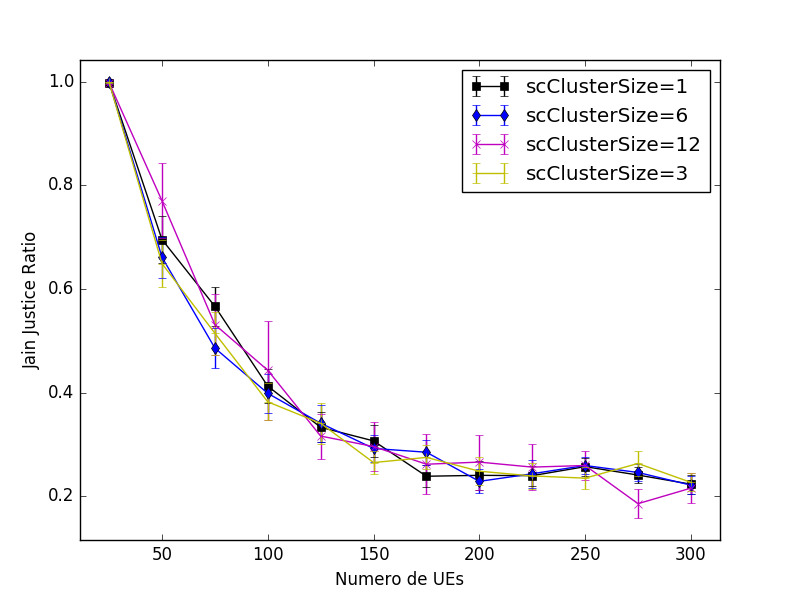 scClusterSize=1
scClusterSize=6
scClusterSize=12
scClusterSize=3
1.0
0.8
0.6
0.4
0.2
Jain Justice Ratio
50 100 150 200 250 300
Numero de UEs